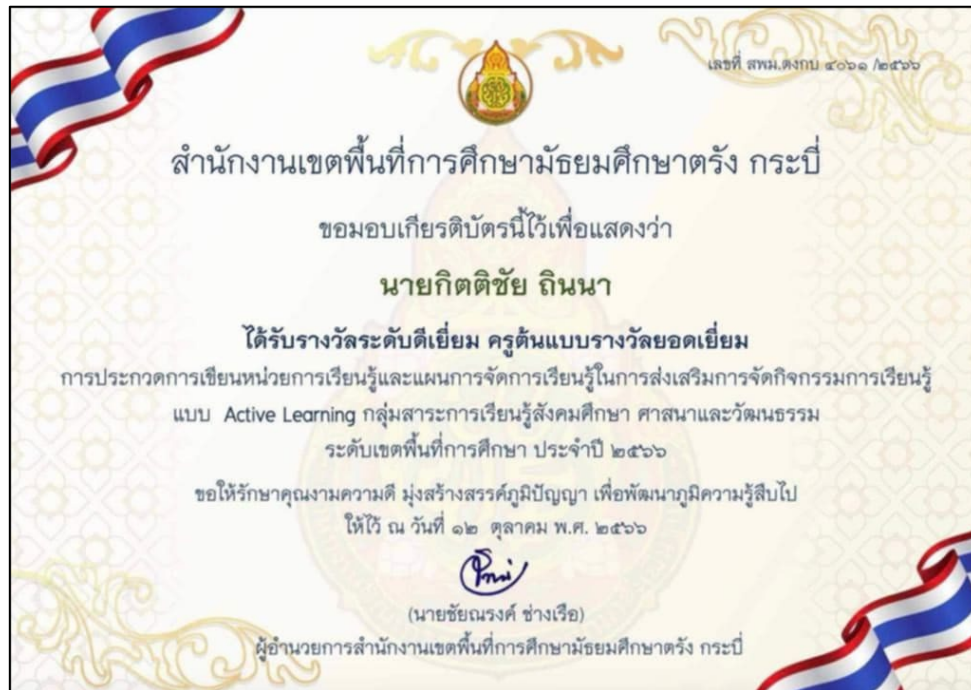 เลขที่ สพม.ตงกบ ๔๐๖๑ /๒๕๖๖
สำนักงานเขตพื้นที่การศึกษามัธยมศึกษาตรัง กระบี่
ขอมอบเกียรติบัตรนี้ไว้เพื่อแสดงว่า
นายกิตติชัย ถินนา
ได้รับรางวัลระดับดีเยี่ยม ครูต้นแบบรางวัลยอดเยี่ยม
การประกวดการเขียนหน่วยการเรียนรู้และแผนการจัดการเรียนรู้ในการส่งเสริมการจัดกิจกรรมการเรียนรู้
แบบ Active Learning กลุ่มสาระการเรียนรู้สังคมศึกษา ศาสนาและวัฒนธรรม
ระดับเขตพื้นที่การศึกษา ประจำปี ๒๕๖๖
ขอให้รักษาคุณงามความดี มุ่งสร้างสรรค์ภูมิปัญญา เพื่อพัฒนาภูมิความรู้สืบไป
ให้ไว้ ณ วันที่ ๑๒ ตุลาคม พ.ศ. ๒๕๖๖
(นายชัยณรงค์ ช่างเรือ)
ผู้อำนวยการสำนักงานเขตพื้นที่การศึกษามัธยมศึกษาตรัง กระบี่